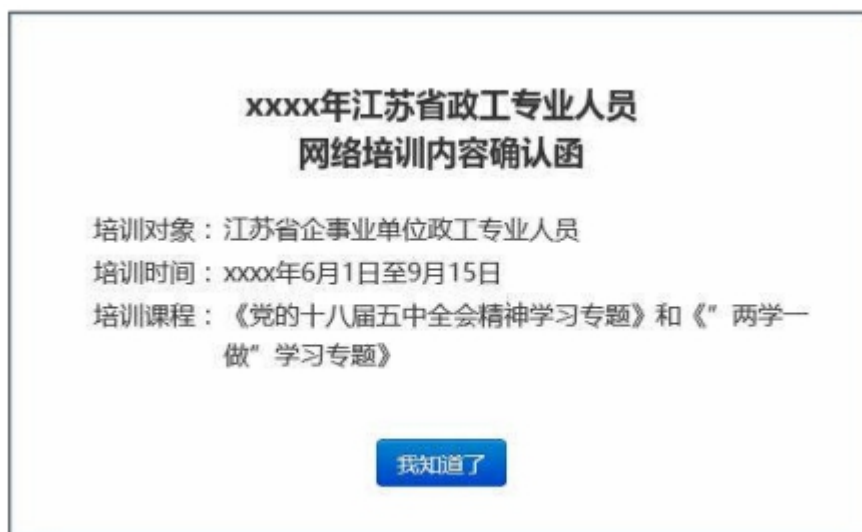 xxxx年江苏省政工专业人员
网络培训内容确认函
培训对象：江苏省企事业单位政工专业人员
培训时间：xxxx年6月1日至9月15日
培训课程：《党的十八届五中全会精神学习专题》和《”两学一
做“学习专题》
我知道了